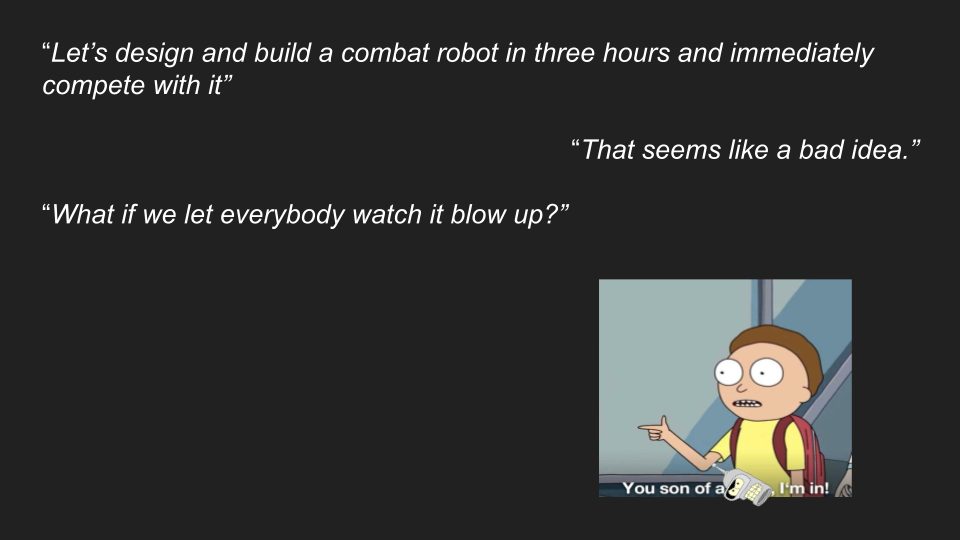 “Let’s design and build a combat robot in three hours and immediately
compete with it”
“That seems like a bad idea.”
“What if we let everybody watch it blow up?”
You son of a , I'm in!